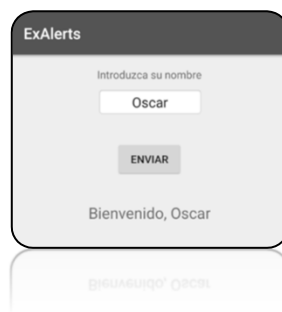 ExAlerts
Introduzca su nombre
Oscar
ENVIAR
Bienvenido, Oscar